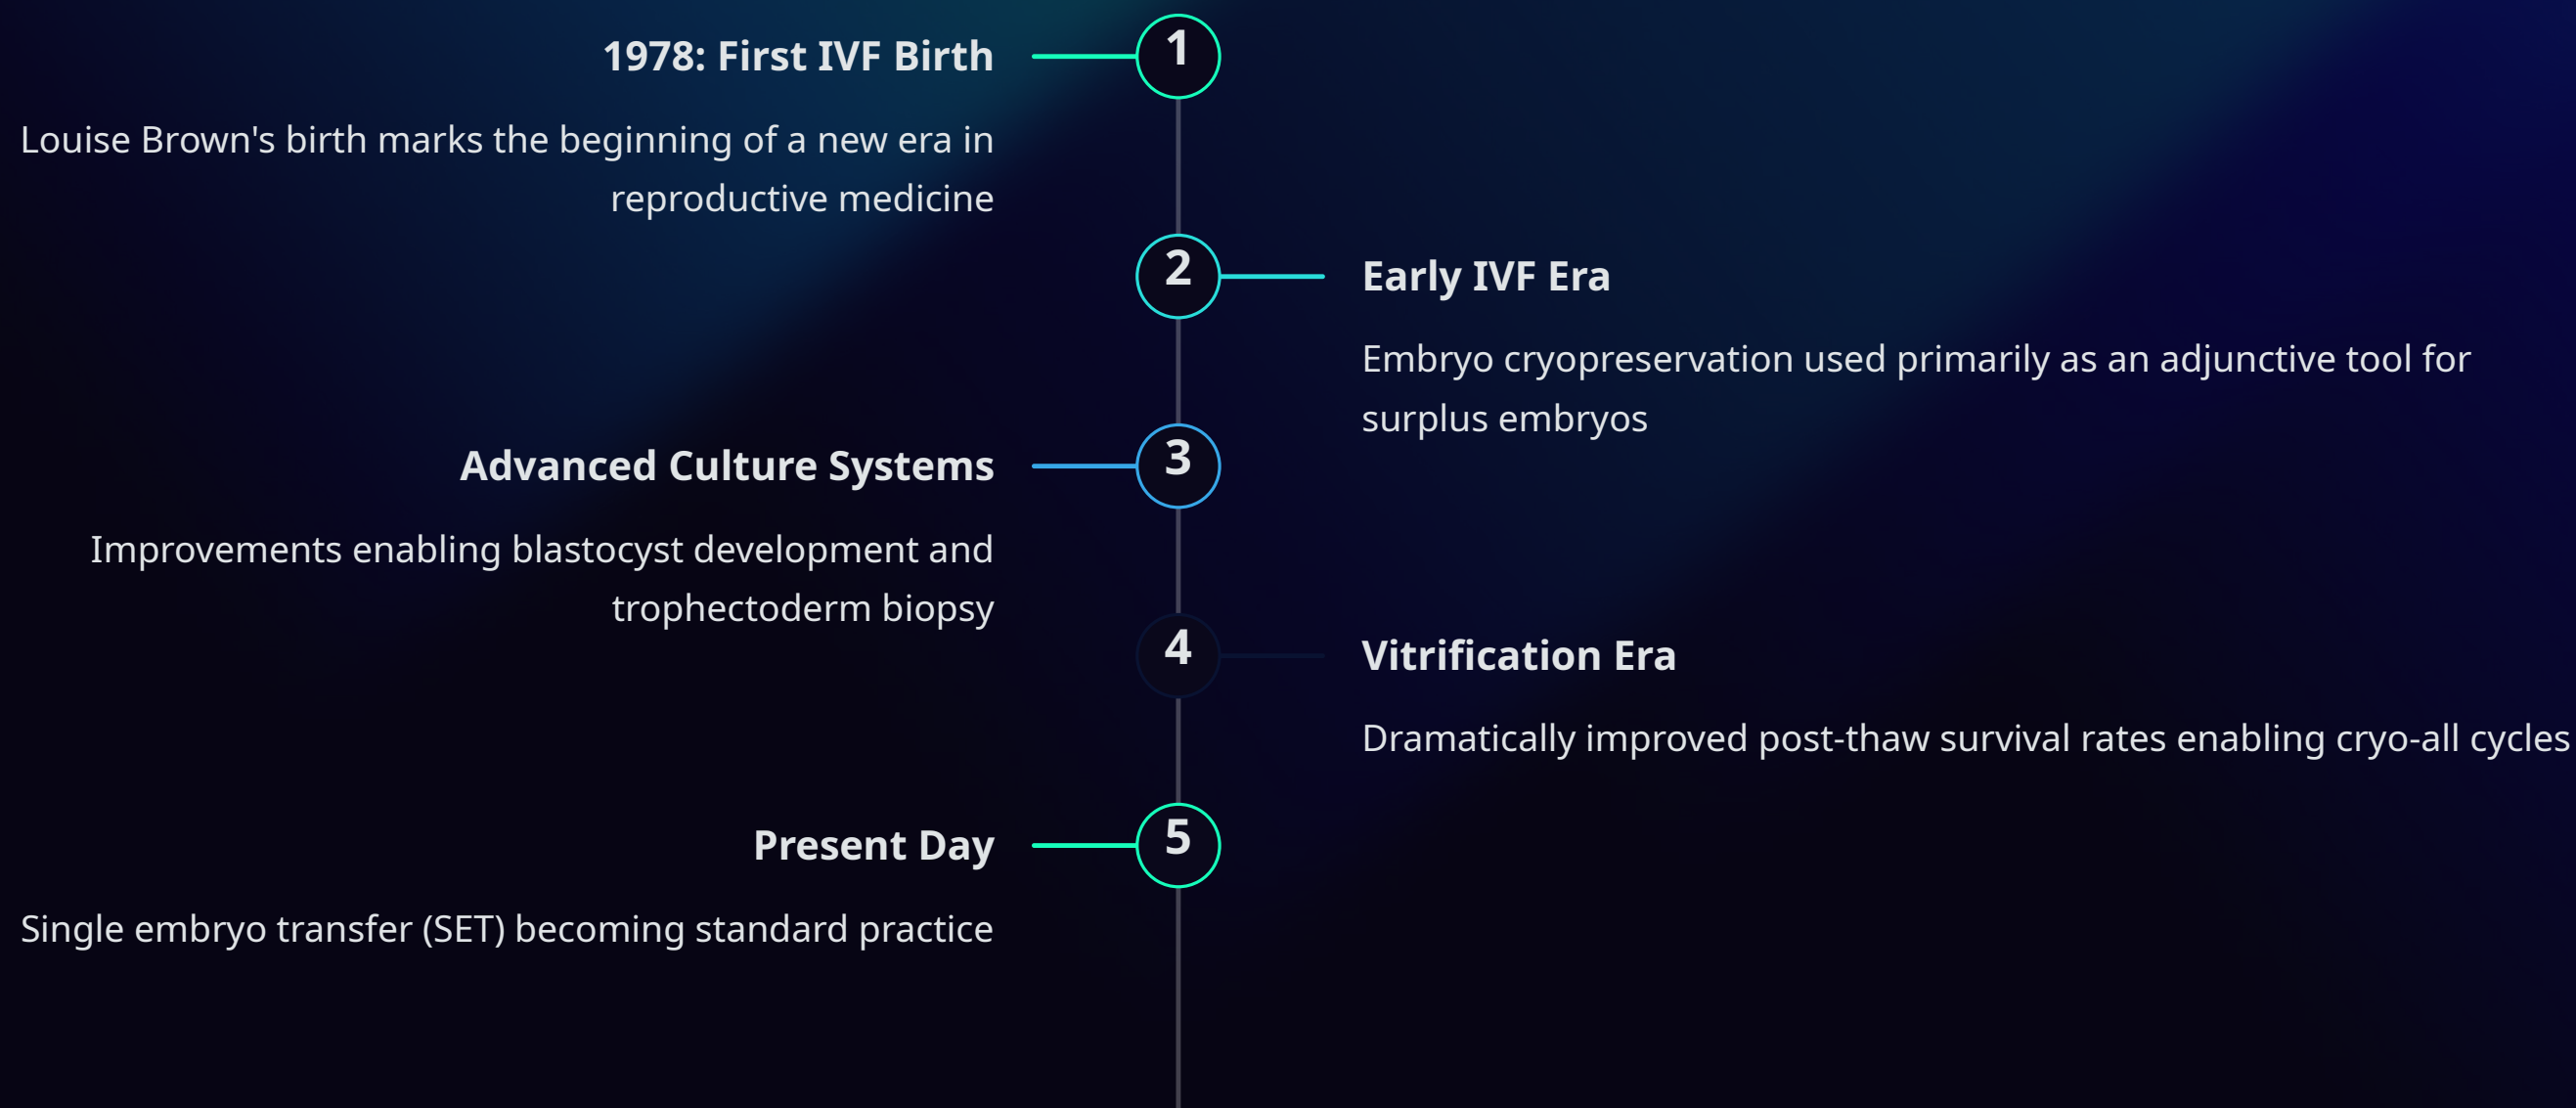 1
1978: First IVF Birth
Louise Brown's birth marks the beginning of a new era in
reproductive medicine
2
Early IVF Era
Embryo cryopreservation used primarily as an adjunctive tool for
surplus embryos
3
Advanced Culture Systems
Improvements enabling blastocyst development and
trophectoderm biopsy
4
Vitrification Era
Dramatically improved post-thaw survival rates enabling cryo-all cycles
5
Present Day
Single embryo transfer (SET) becoming standard practice